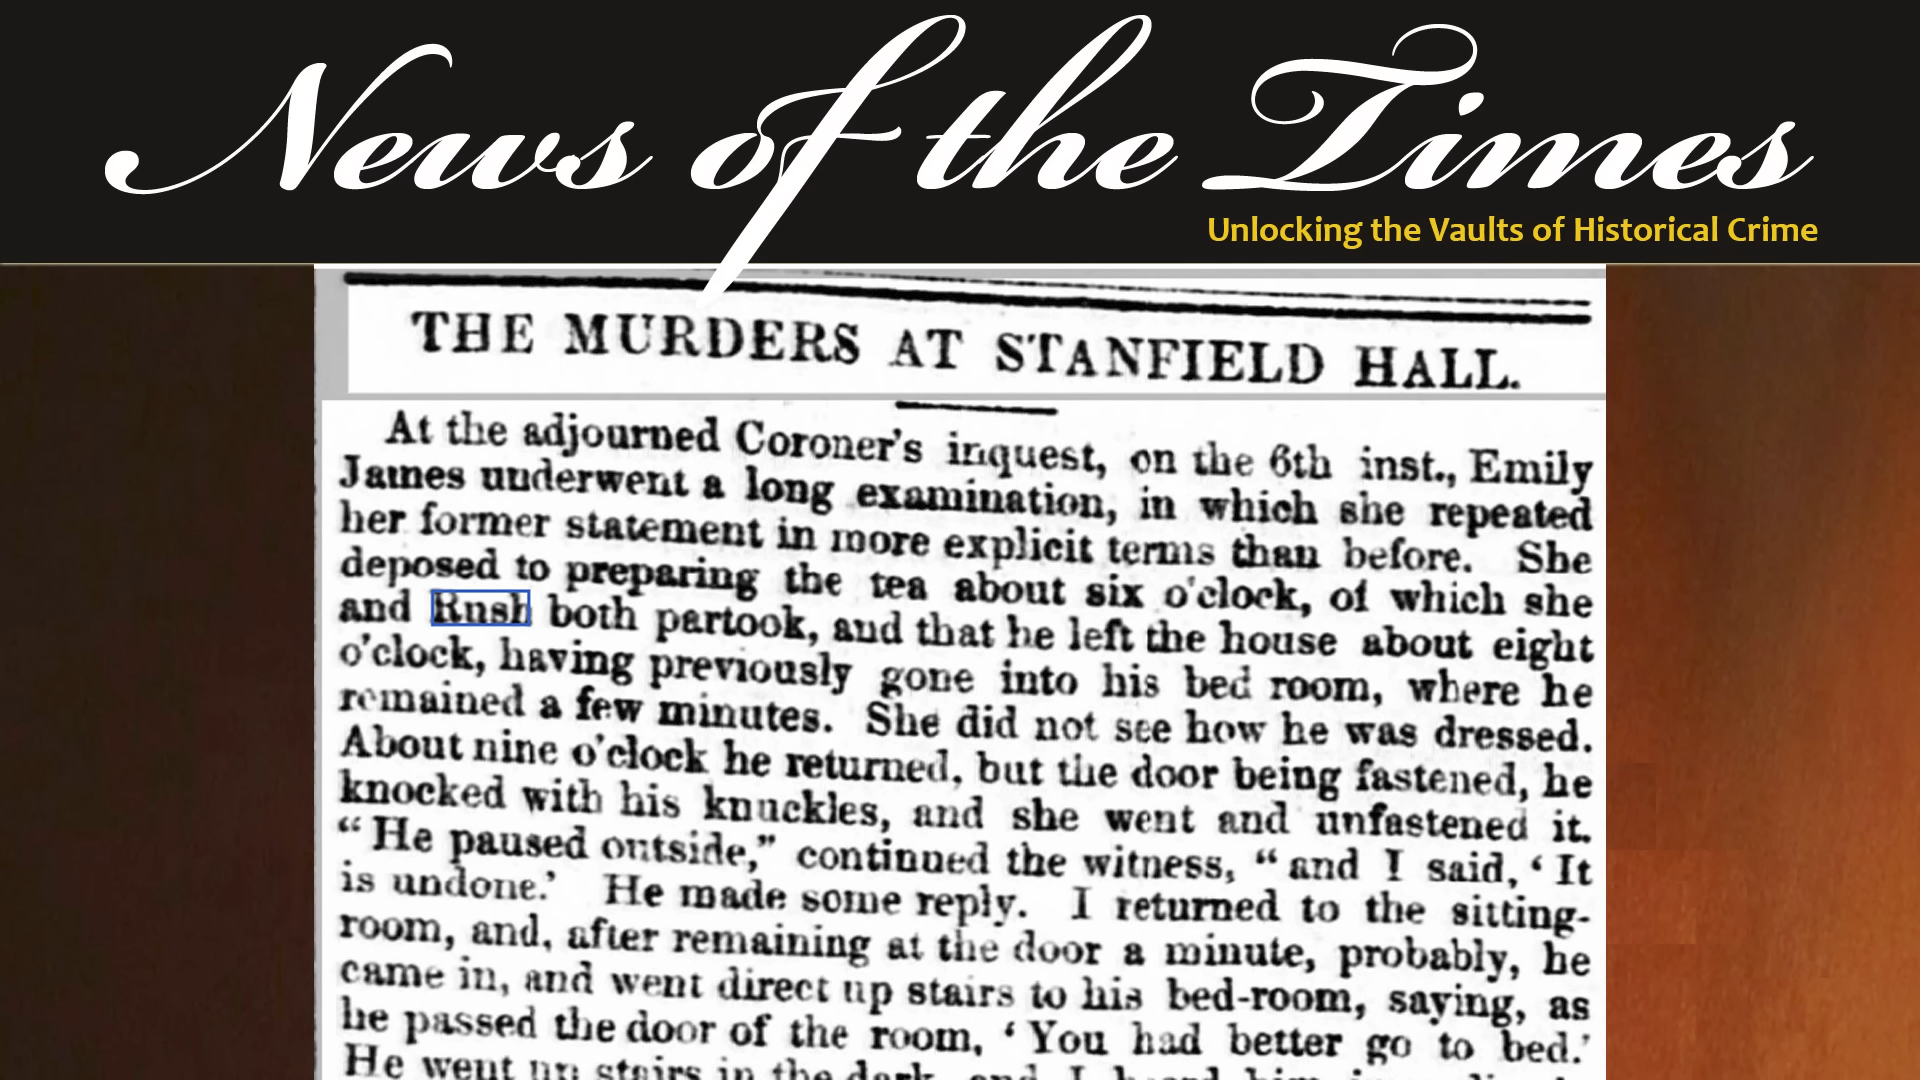 News of the Times
Unlocking the Vaults of Historical Crime
THE MURDERS AT STANFIELD HALL.
At the adjourned Coroner's inquest, on the 6th inst., Emily
James underwent a long examination, in which she repeated
her former statement in more explicit terms than before. She
deposed to preparing the tea about six o'clock, of which she
and Rush both partook, and that he left the house about eight
o'clock, having previously gone into his bed room, where he
remained a few minutes. She did not see how he was dressed.
About nine o'clock he returned, but the door being fastened, he
knocked with his knuckles, and she went and unfastened it.
“He paused outside,” continued the witness, “and I said, ‘It
is undone.’ He made some reply. I returned to the sitting-
room, and, after remaining at the door a minute, probably, he
came in, and went direct up stairs to his bed-room, saying, as
he passed the door of the room, ‘You had better go to bed.’
He went up stairs in the dark, and I heard him